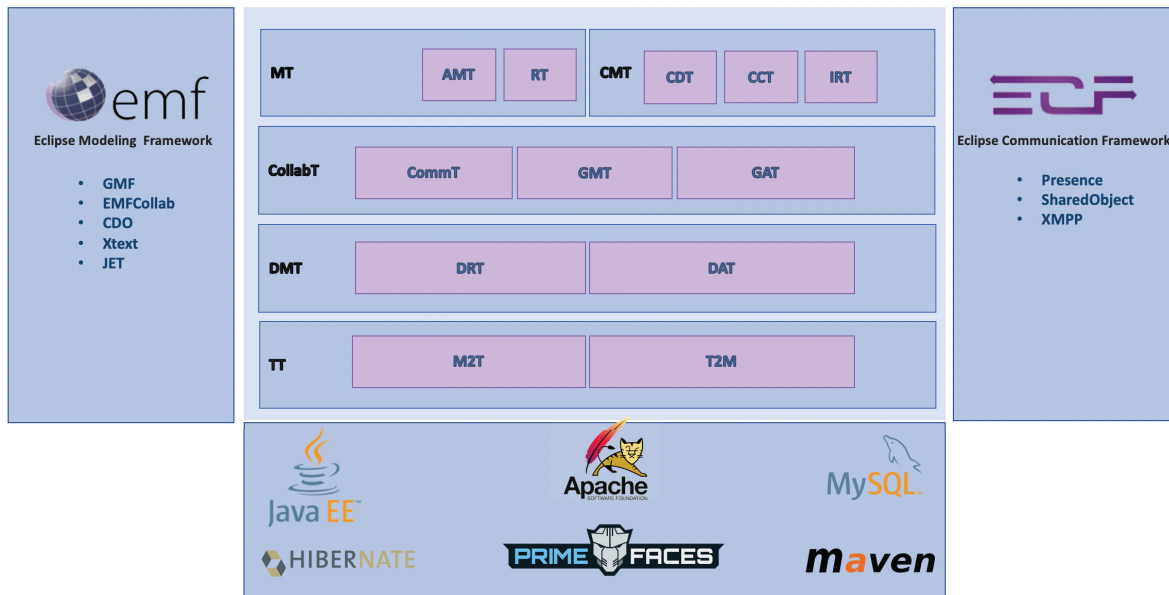 emf
Eclipse Modeling Framework
• GMF
• EMFCollab
• CDO
• Xtext
• JET
MT
AMT
RT
CMT
CDT
CCT
IRT
CollabT
CommT
GMT
GAT
DMT
DRT
DAT
TT
M2T
T2M
ECF
Eclipse Communication Framework
• Presence
• SharedObject
• XMPP
Java EE™
Apache
SOFTWARE FOUNDATION
MySQL™
HIBERNATE
PRIME FACES
maven